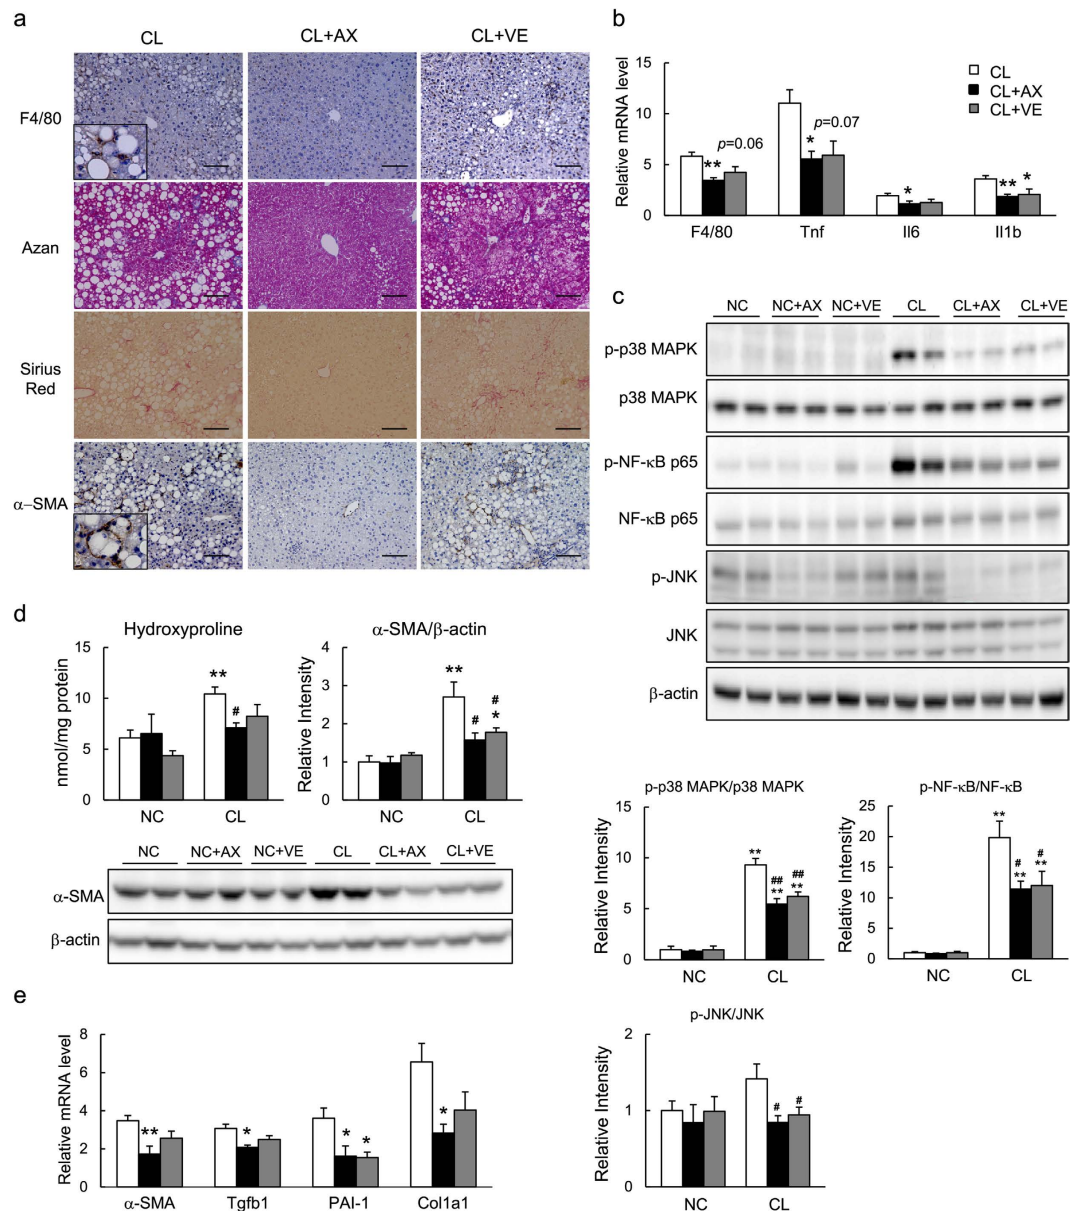 a
CL CL+AX CL+VE
F4/80
Azan
Sirius
Red
α–SMA
b
Relative mRNA level
15
10
5
0
CL
CL+AX
CL+VE
** p=0.06
* p=0.07
*
** *
F4/80 Tnf Il6 Il1b
c
NC NC+AX NC+VE CL CL+AX CL+VE
p-p38 MAPK
p38 MAPK
p-NF-κB p65
NF-κB p65
p-JNK
JNK
β-actin
p-p38 MAPK/p38 MAPK
Relative Intensity
15
10
5
0
**
## ##
** **
NC CL
p-NF-κB/NF-κB
Relative Intensity
25
20
15
10
5
0
**
# #
** **
NC CL
p-JNK/JNK
Relative Intensity
2
1
0
# #
NC CL
d
Hydroxyproline
nmol/mg protein
15
10
5
0
**
#
NC CL
α-SMA/β-actin
Relative Intensity
4
3
2
1
0
**
#
# *
NC CL
NC NC+AX NC+VE CL CL+AX CL+VE
α-SMA
β-actin
e
Relative mRNA level
8
6
4
2
0
** * * * *
α-SMA Tgfb1 PAI-1 Col1a1